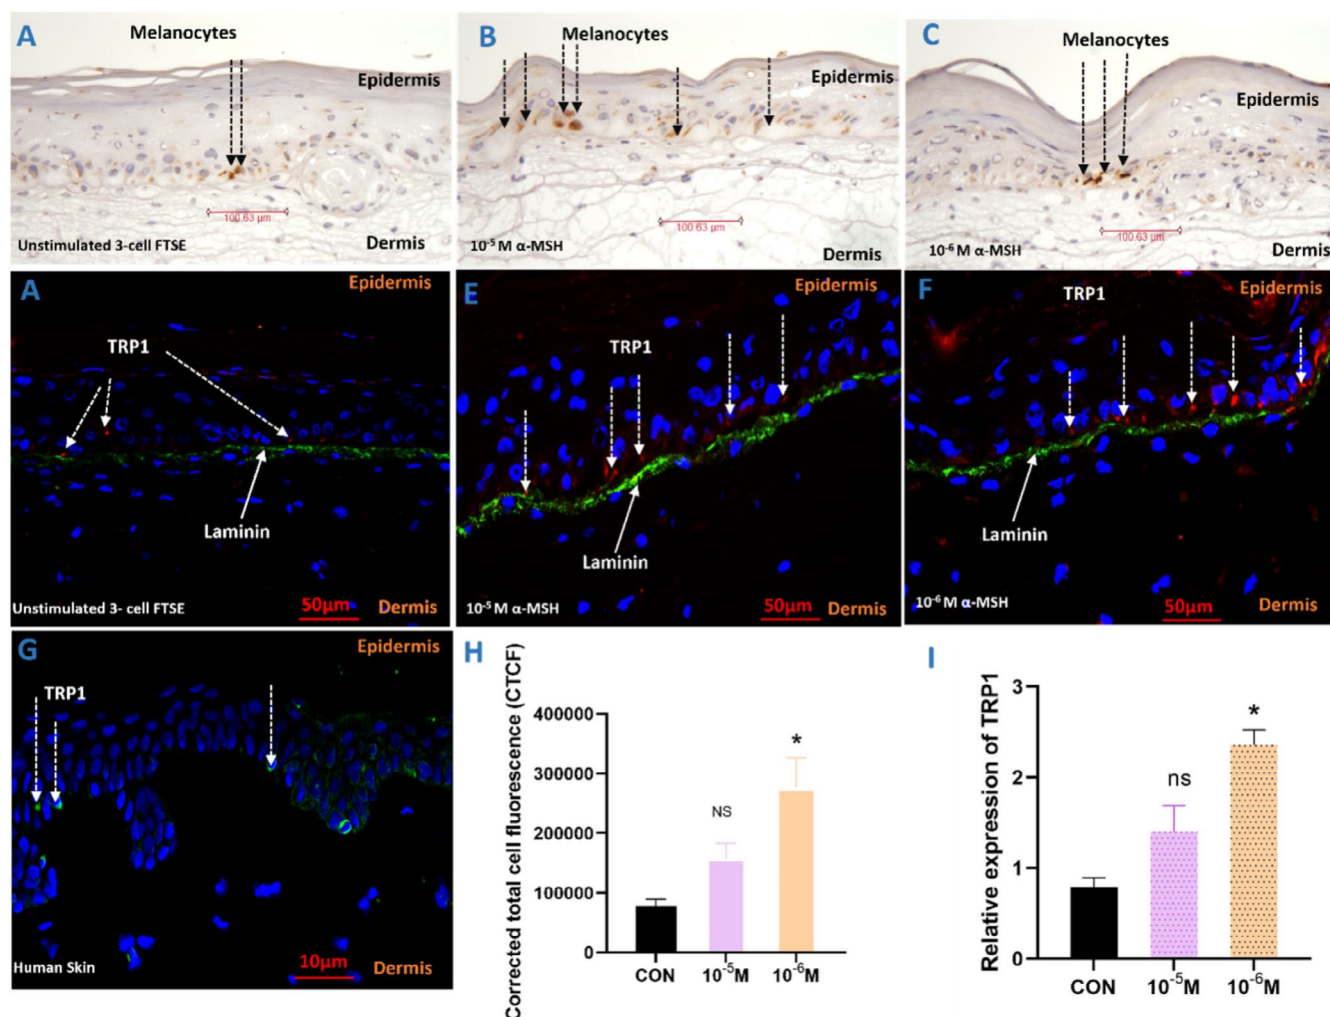 A
Melanocytes
Epidermis
100.63 µm
Unstimulated 3-cell FTSE
Dermis
B
Melanocytes
Epidermis
100.63 µm
10⁻⁵ M α-MSH
Dermis
C
Melanocytes
Epidermis
100.63 µm
10⁻⁶ M α-MSH
Dermis
A
Epidermis
TRP1
Laminin
Unstimulated 3- cell FTSE
50µm
Dermis
E
Epidermis
TRP1
Laminin
10⁻⁵ M α-MSH
50µm
Dermis
F
TRP1
Epidermis
Laminin
10⁻⁶ M α-MSH
50µm
Dermis
G
Epidermis
TRP1
Human Skin
10µm
Dermis
H
Corrected total cell fluorescence (CTCF)
400000
300000
200000
100000
0
NS
*
CON 10⁻⁵M 10⁻⁶M
I
Relative expression of TRP1
3
2
1
0
ns
*
CON 10⁻⁵M 10⁻⁶M